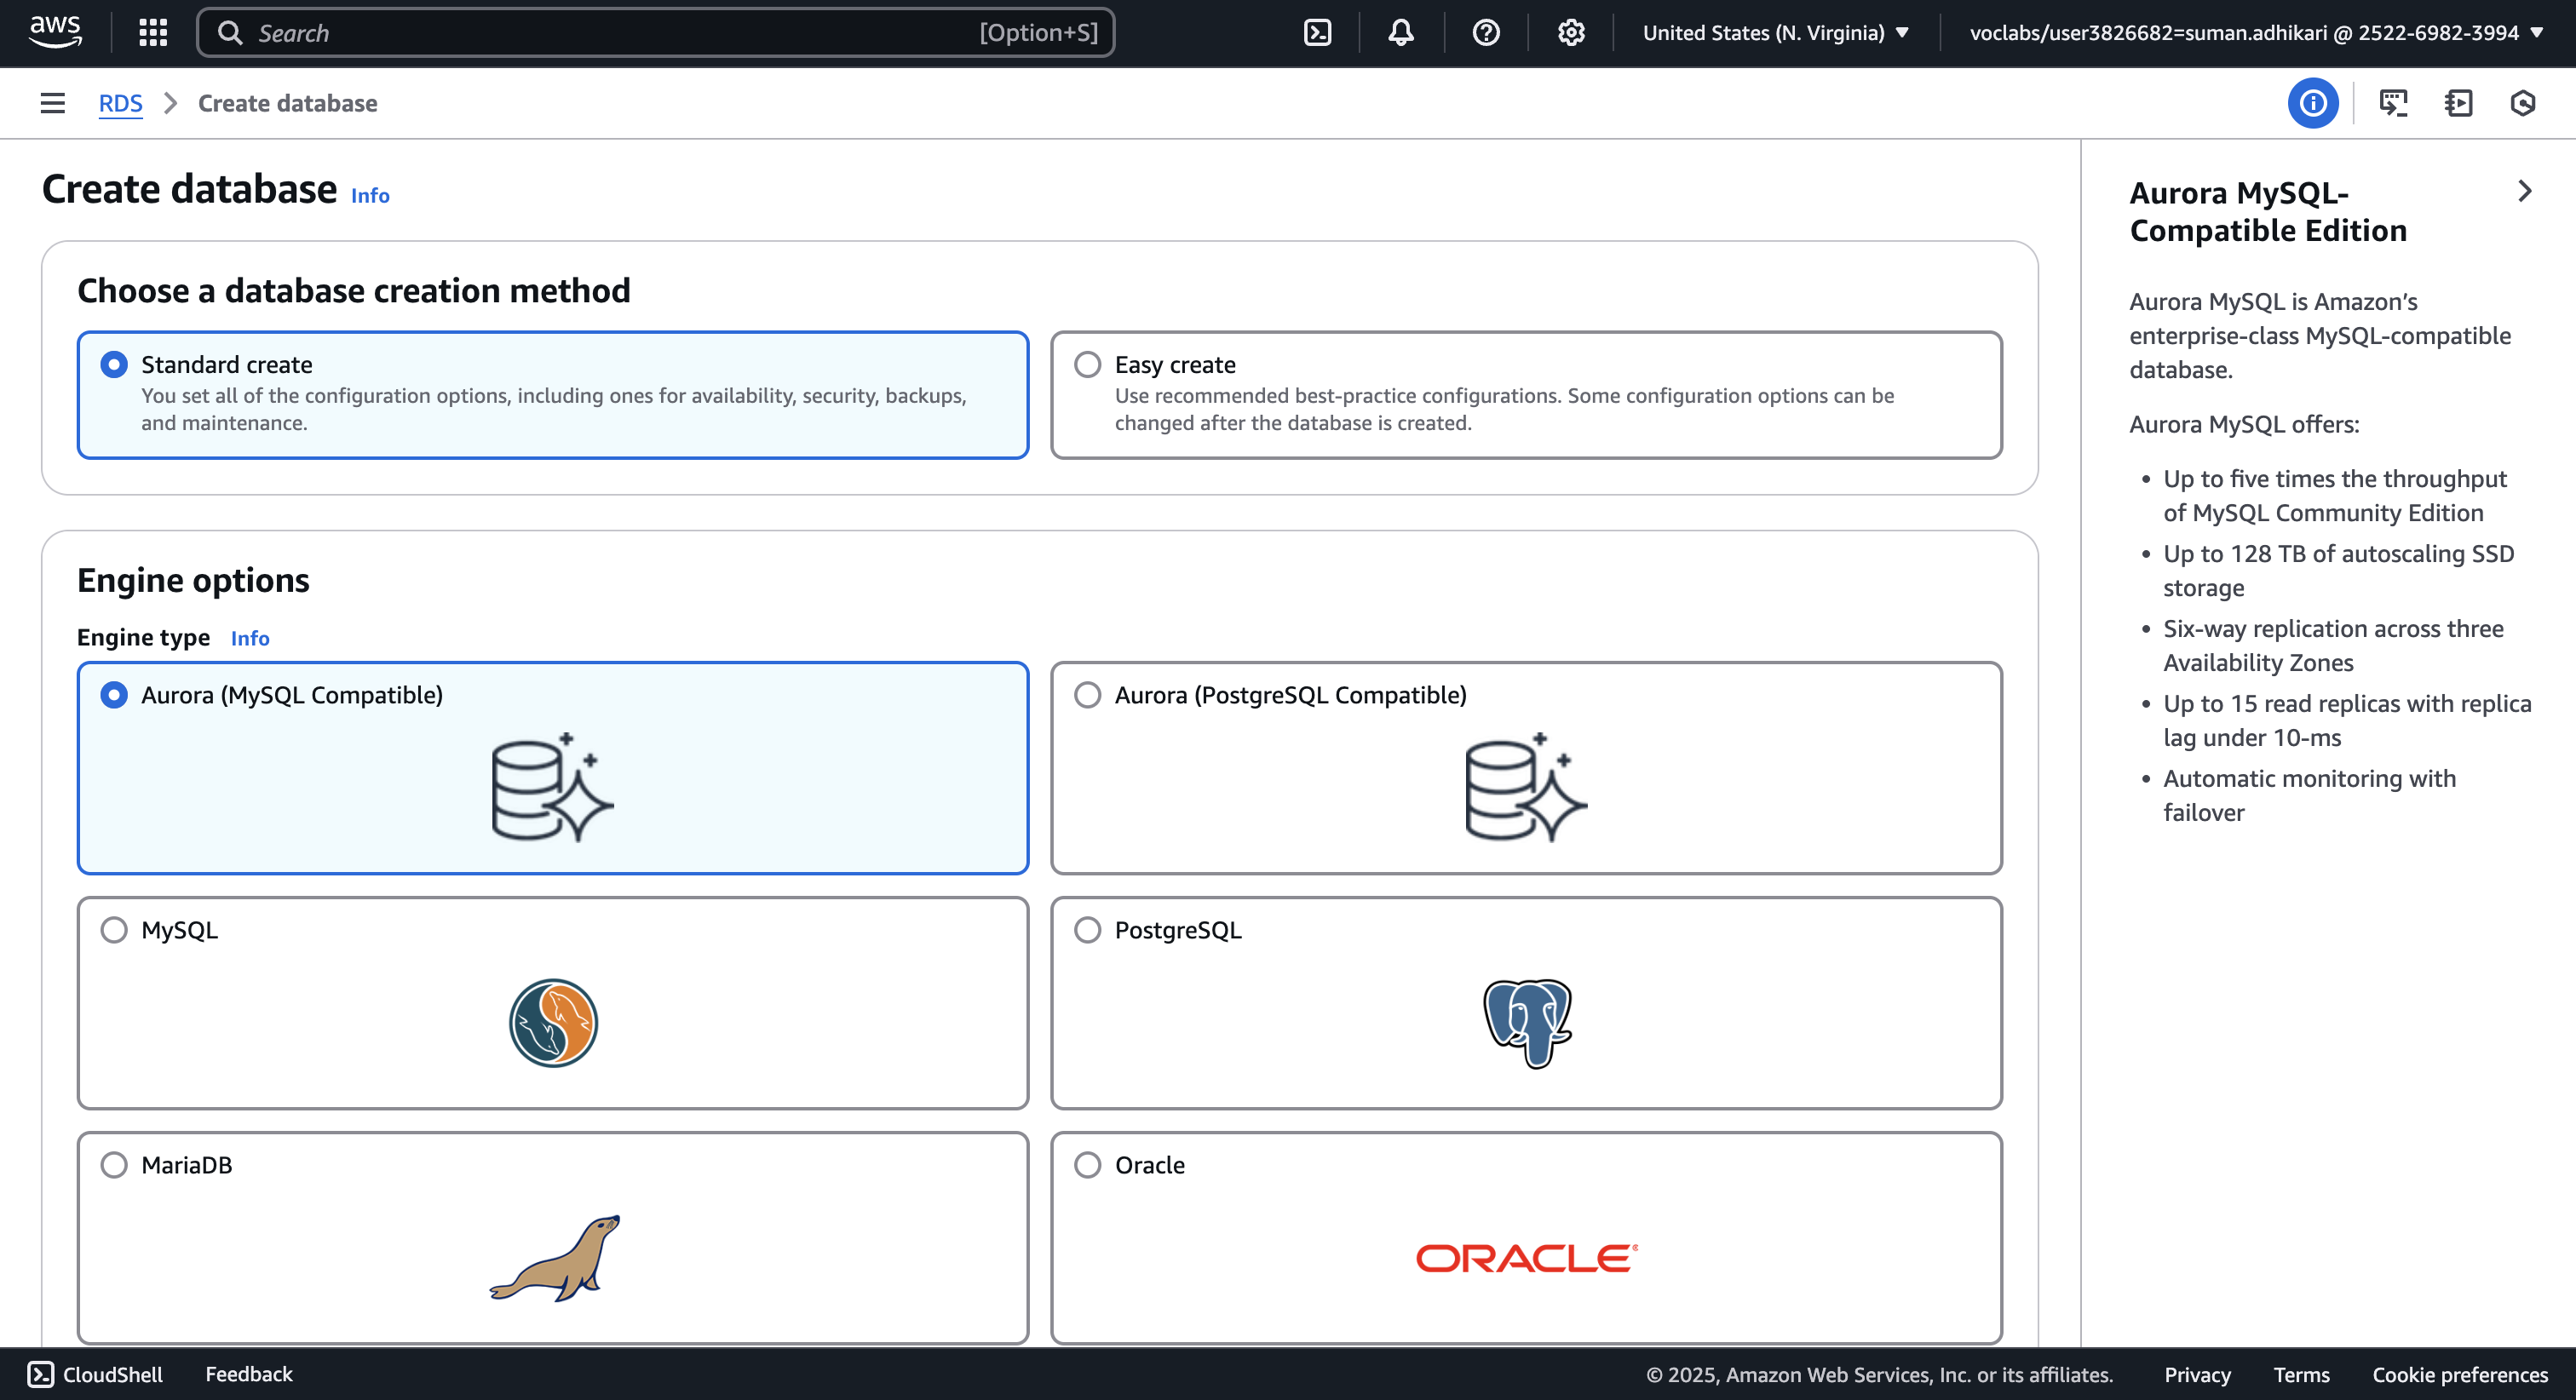 aws
Search
[Option+S]
United States (N. Virginia)
voclabs/user3826682=suman.adhikari @ 2522-6982-3994
RDS
Create database
Create database
Info
Choose a database creation method
Standard create
You set all of the configuration options, including ones for availability, security, backups,
and maintenance.
Easy create
Use recommended best-practice configurations. Some configuration options can be
changed after the database is created.
Engine options
Engine type
Info
Aurora (MySQL Compatible)
Aurora (PostgreSQL Compatible)
MySQL
PostgreSQL
MariaDB
Oracle
ORACLE®
Aurora MySQL-
Compatible Edition
Aurora MySQL is Amazon’s
enterprise-class MySQL-compatible
database.
Aurora MySQL offers:
• Up to five times the throughput
of MySQL Community Edition
• Up to 128 TB of autoscaling SSD
storage
• Six-way replication across three
Availability Zones
• Up to 15 read replicas with replica
lag under 10-ms
• Automatic monitoring with
failover
CloudShell
Feedback
© 2025, Amazon Web Services, Inc. or its affiliates.
Privacy
Terms
Cookie preferences